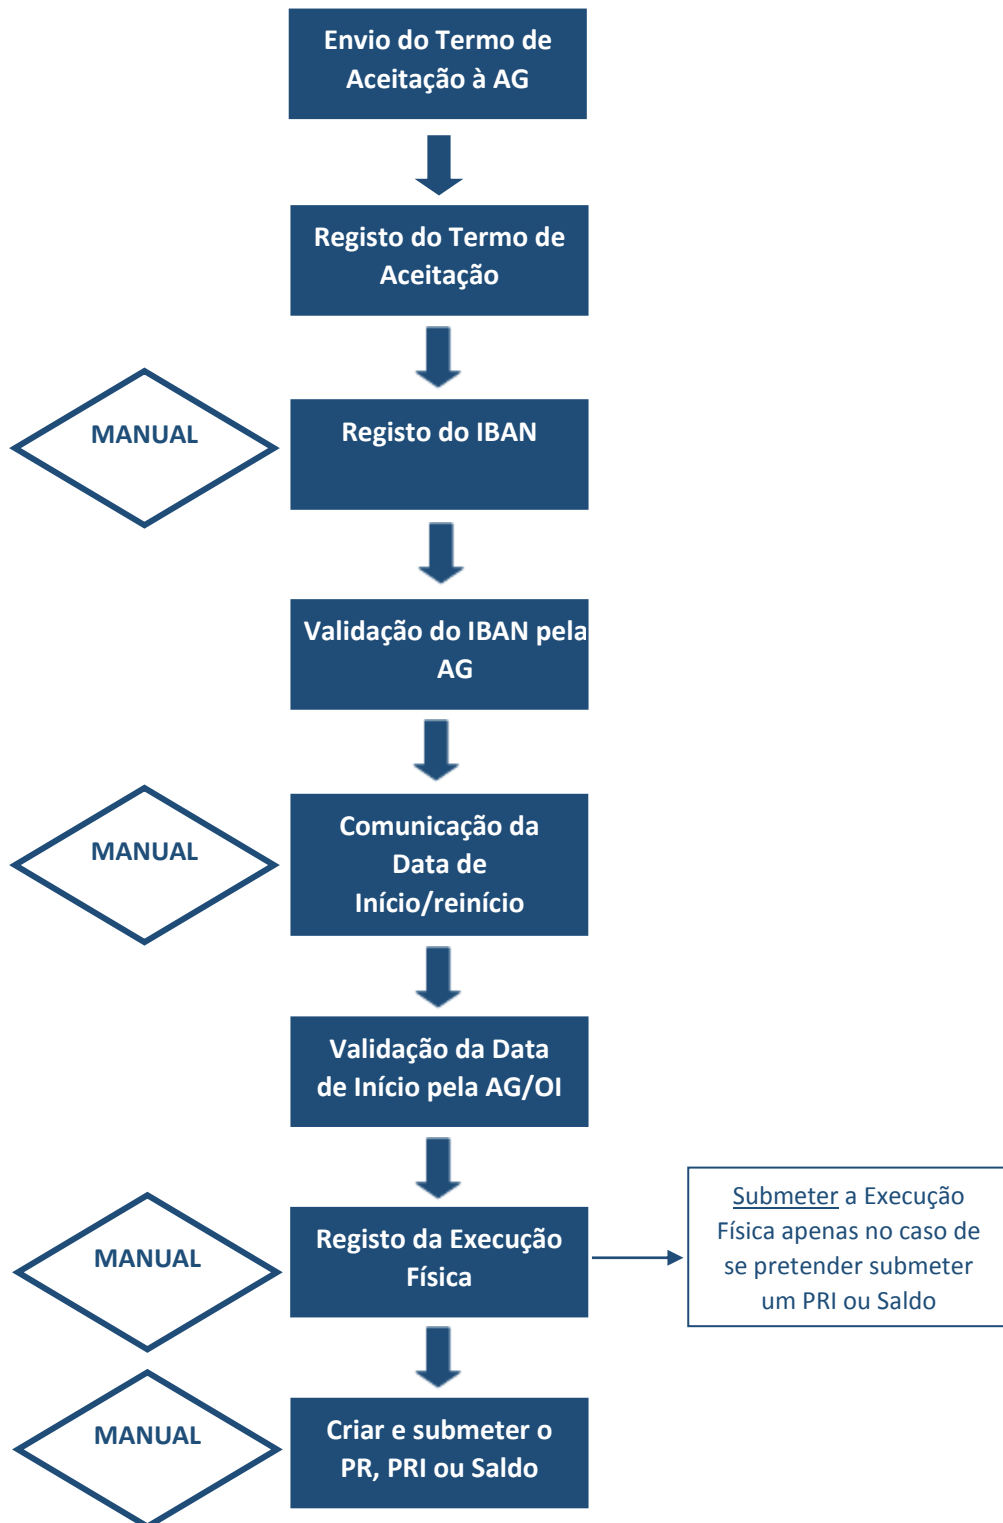 Envio do Termo de
Aceitação à AG
Registo do Termo de
Aceitação
MANUAL
Registo do IBAN
Validação do IBAN pela
AG
MANUAL
Comunicação da
Data de
Início/reinício
Validação da Data
de Início pela AG/OI
MANUAL
Registo da Execução
Física
Submeter a Execução
Física apenas no caso de
se pretender submeter
um PRI ou Saldo
MANUAL
Criar e submeter o
PR, PRI ou Saldo